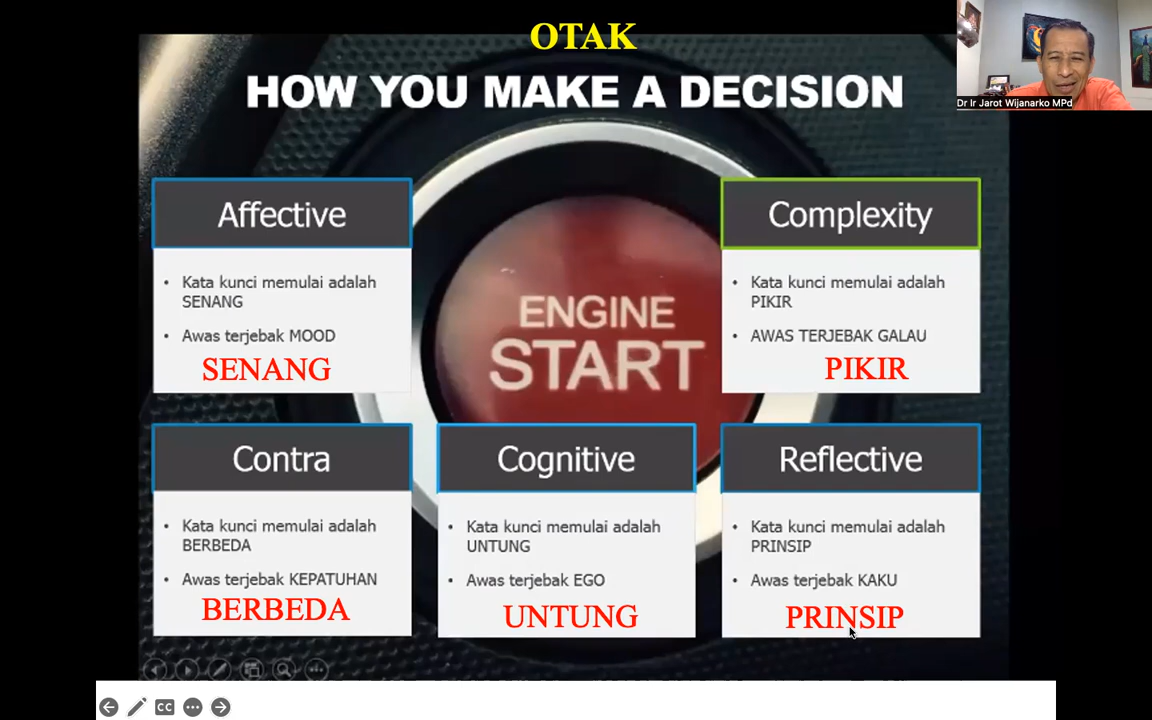 OTAK
HOW YOU MAKE A DECISION
Dr Ir Jarot Wijanarko MPd
Affective
• Kata kunci memulai adalah
SENANG
• Awas terjebak MOOD
SENANG
ENGINE
START
Complexity
• Kata kunci memulai adalah
PIKIR
• AWAS TERJEBAK GALAU
PIKIR
Contra
• Kata kunci memulai adalah
BERBEDA
• Awas terjebak KEPATUHAN
BERBEDA
Cognitive
• Kata kunci memulai adalah
UNTUNG
• Awas terjebak EGO
UNTUNG
Reflective
• Kata kunci memulai adalah
PRINSIP
• Awas terjebak KAKU
PRINSIP
CC